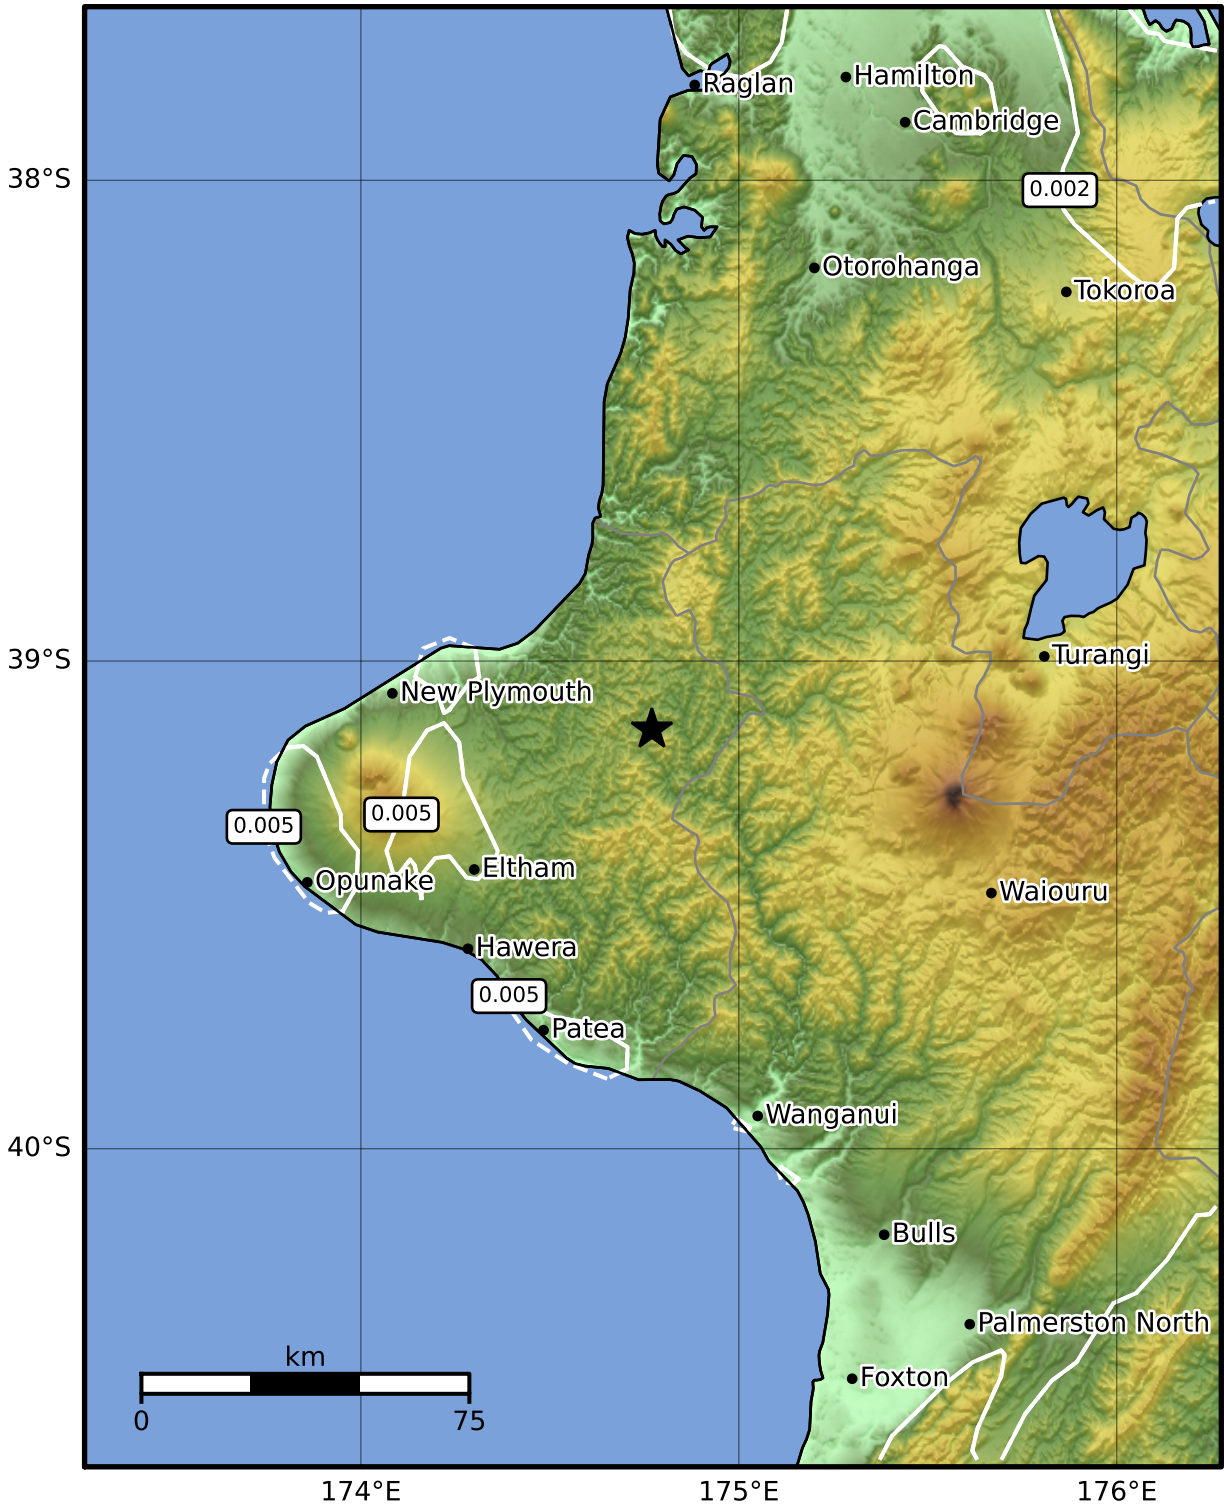 Raglan
Hamilton
Cambridge
38°S
0.002
Otorohanga
Tokoroa
39°S
Turangi
New Plymouth
0.005
0.005
Opunake
Eltham
Waiouru
Hawera
0.005
Patea
Wanganui
40°S
Bulls
Palmerston North
km
Foxton
0
75
174°E
175°E
176°E